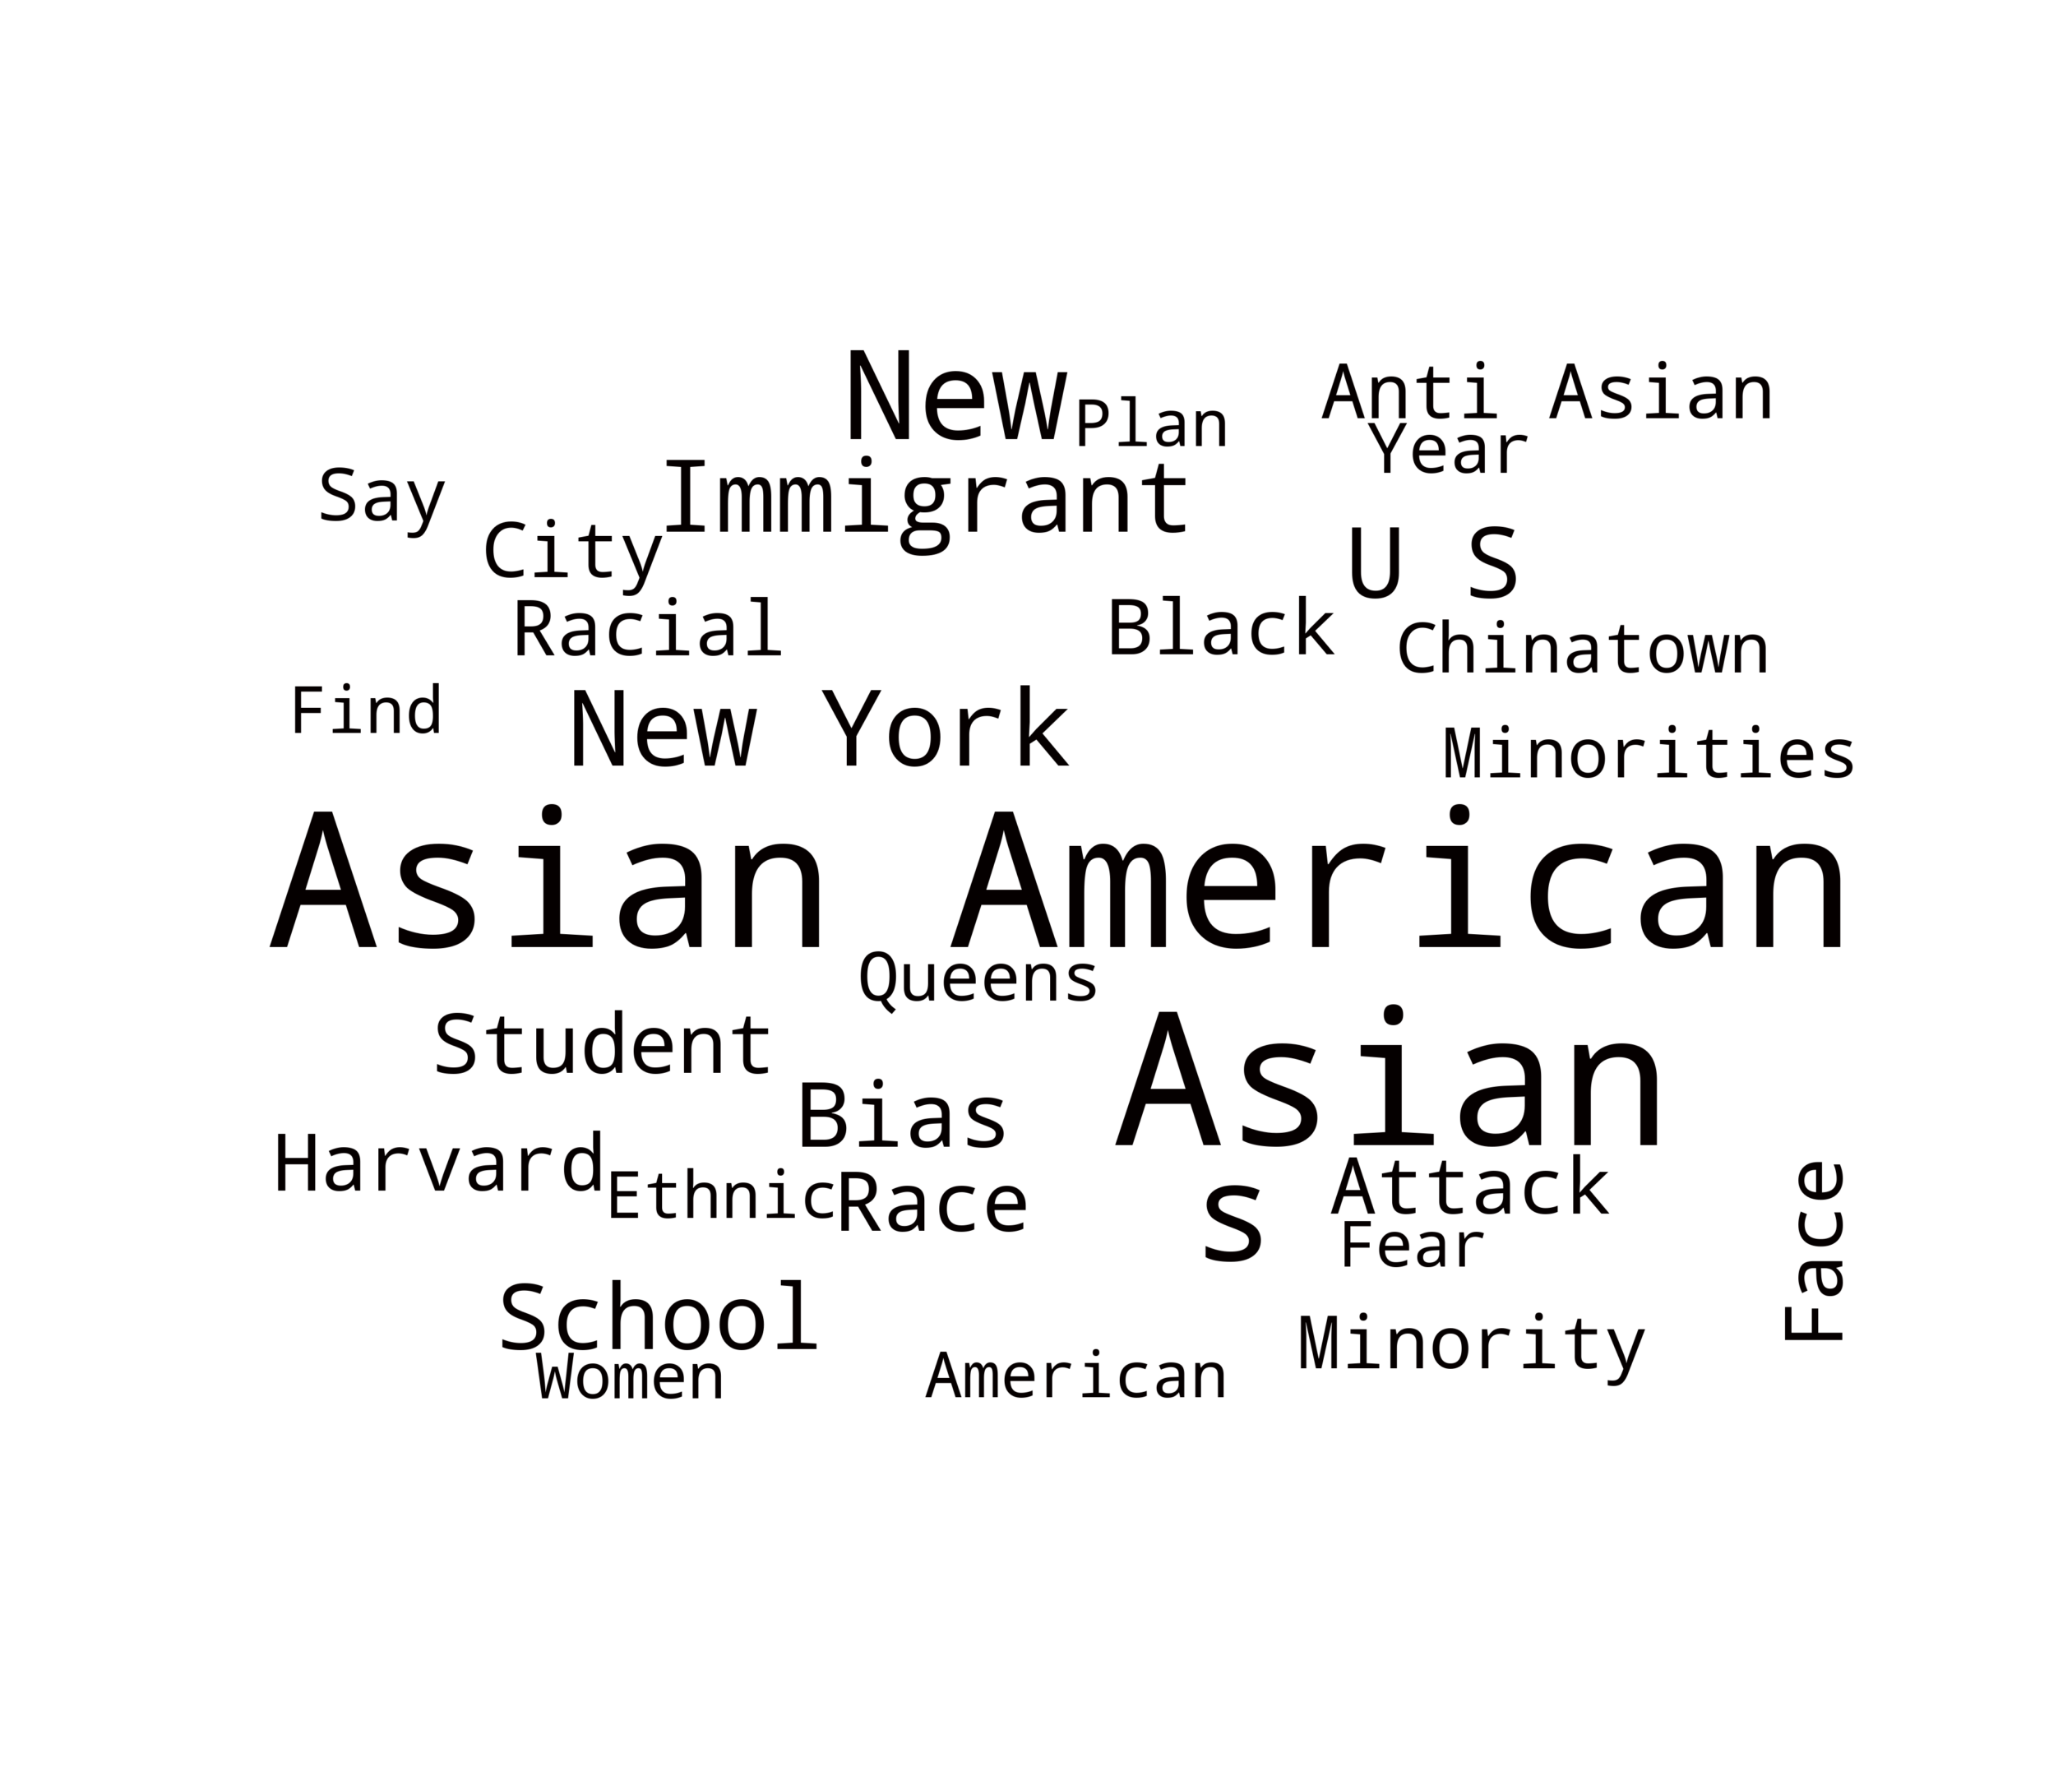 New
Plan
Anti Asian
Year
Say
Immigrant
City
U S
Racial
Black
Chinatown
Find
New York
Minorities
Asian American
Queens
Student
Asian
Bias
Harvard
Ethnic
Race
s
Attack
Fear
Face
School
Minority
Women
American